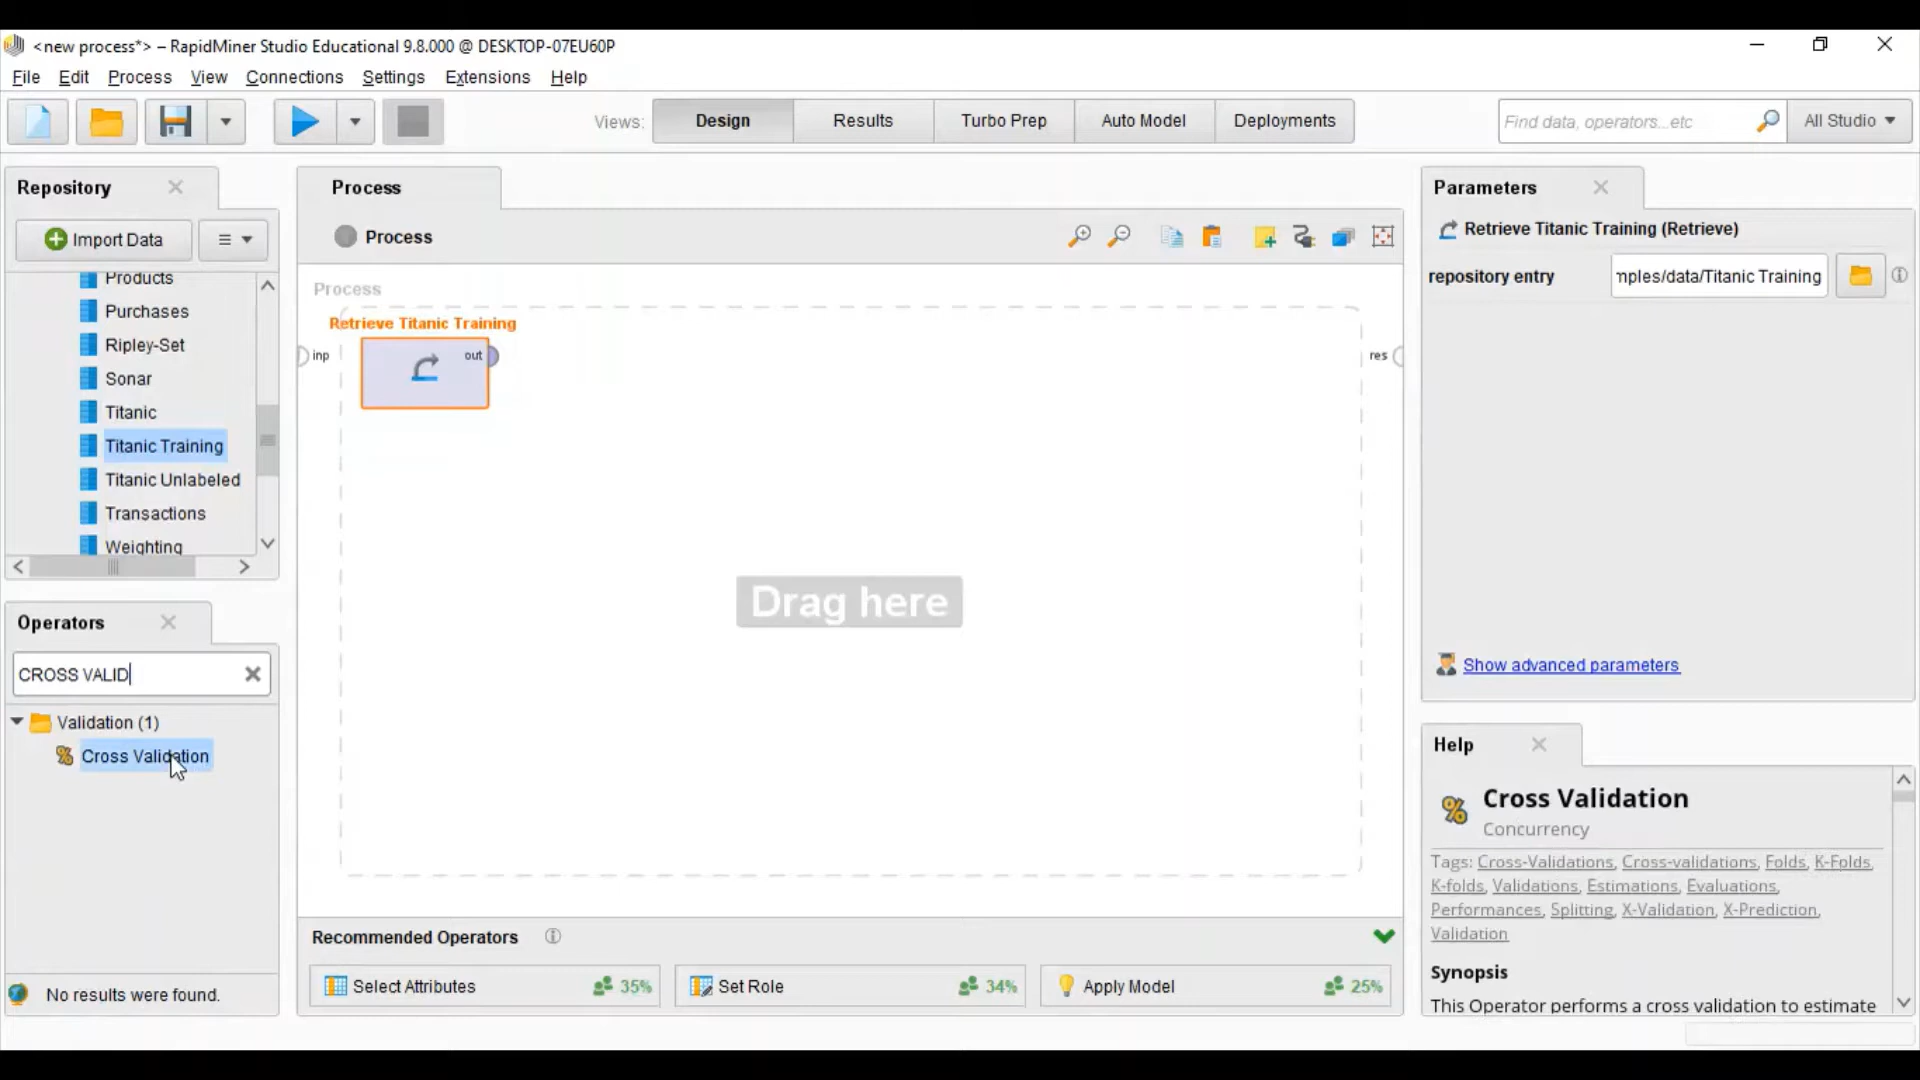 <new process*> – RapidMiner Studio Educational 9.8.000 @ DESKTOP-07EU60P
File Edit Process View Connections Settings Extensions Help
Views: Design Results Turbo Prep Auto Model Deployments
Find data, operators...etc
All Studio
Repository
Import Data
Products
Purchases
Ripley-Set
Sonar
Titanic
Titanic Training
Titanic Unlabeled
Transactions
Weighting
Operators
CROSS VALID
Validation (1)
Cross Validation
No results were found.
Process
Process
Process
Retrieve Titanic Training
inp
out
res
Drag here
Recommended Operators
Select Attributes 35%
Set Role 34%
Apply Model 25%
Parameters
Retrieve Titanic Training (Retrieve)
repository entry
nples/data/Titanic Training
Show advanced parameters
Help
Cross Validation
Concurrency
Tags: Cross-Validations, Cross-validations, Folds, K-Folds,
K-folds, Validations, Estimations, Evaluations,
Performances, Splitting, X-Validation, X-Prediction,
Validation
Synopsis
This Operator performs a cross validation to estimate